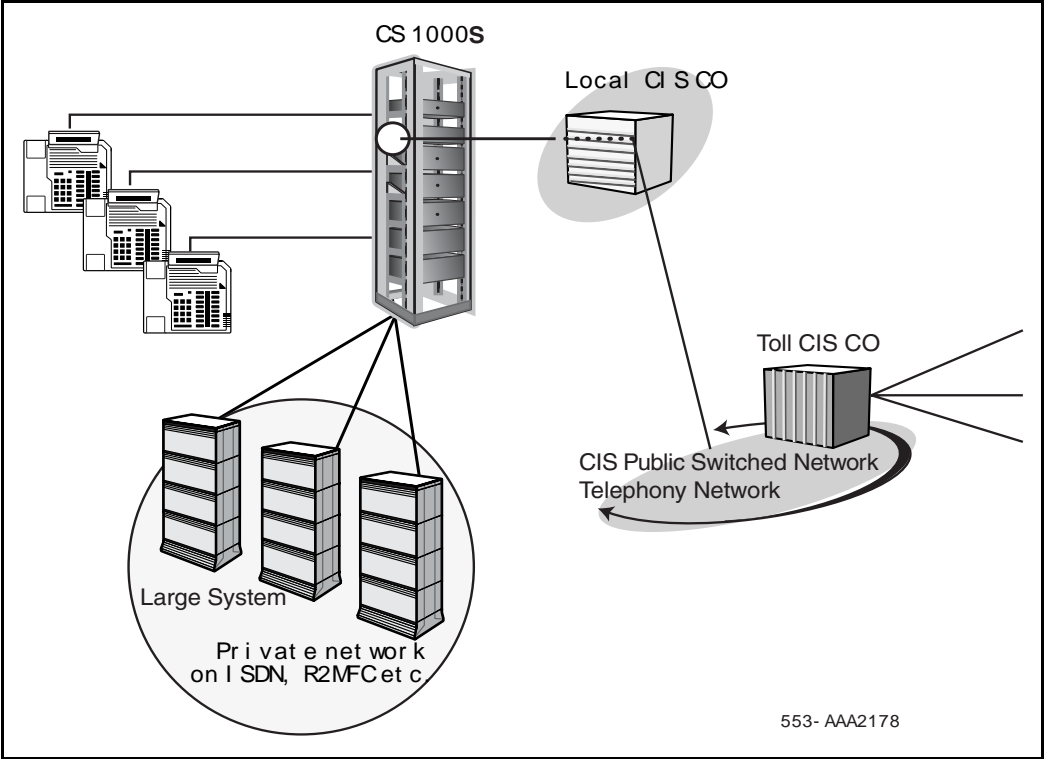 CS 1000S
Local CIS CO
Toll CIS CO
CIS Public Switched Network
Telephony Network
Large System
Private network
on ISDN, R2MFC etc.
553-AAA2178